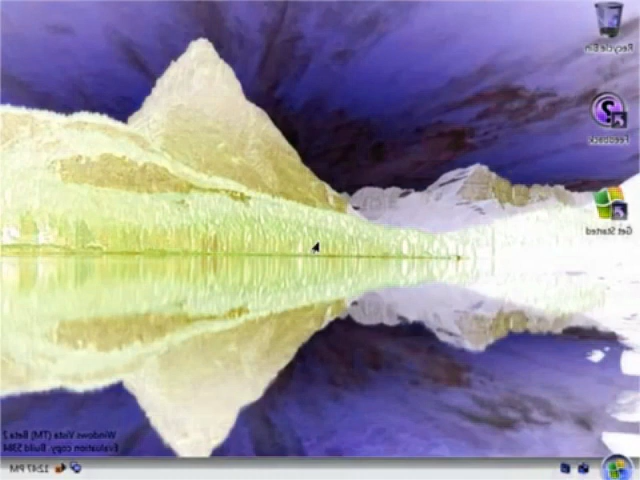 Recycle Bin
Feedback
Get Started
Windows Vista (TM) Beta 2
Evaluation copy. Build 5384
12:47 PM